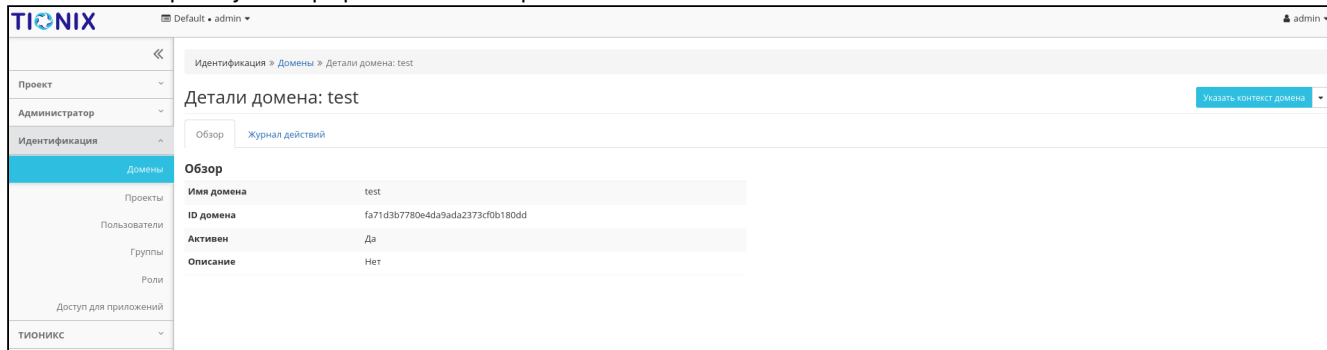 TIONIX
Default • admin
admin
Идентификация » Домены » Детали домена: test
Проект
Детали домена: test
Указать контекст домена
Администратор
Идентификация
Обзор
Журнал действий
Домены
Обзор
Имя домена test
Проекты
ID домена fa71d3b7780e4da9ada2373cf0b180dd
Пользователи
Активен Да
Группы
Описание Нет
Роли
Доступ для приложений
ТИОНИКС